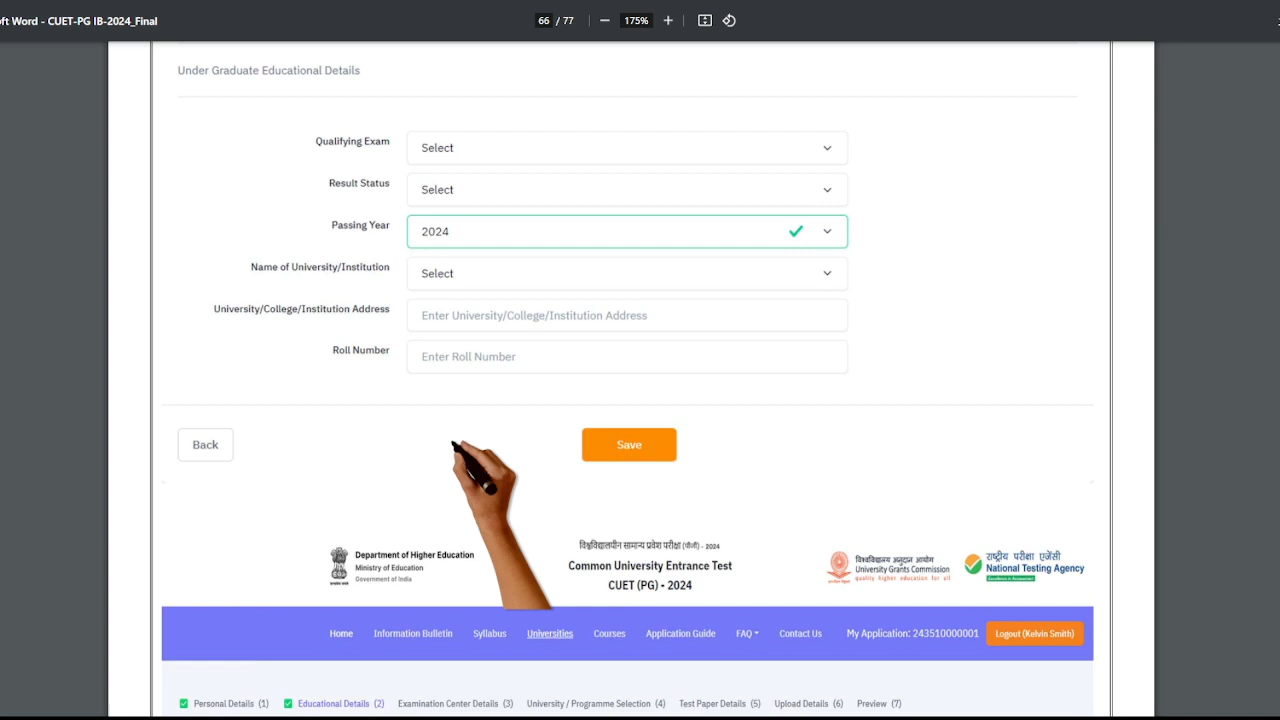 oft Word - CUET-PG IB-2024_Final
66 / 77
175%
Under Graduate Educational Details
Qualifying Exam
Select
Result Status
Select
Passing Year
2024
Name of University/Institution
Select
University/College/Institution Address
Enter University/College/Institution Address
Roll Number
Enter Roll Number
Back
Save
Department of Higher Education
Ministry of Education
Government of India
विश्वविद्यालयीन सामान्य प्रवेश परीक्षा (पीजी) - 2024
Common University Entrance Test
CUET (PG) - 2024
विश्वविद्यालय अनुदान आयोग
University Grants Commission
quality higher education for all
राष्ट्रीय परीक्षा एजेंसी
National Testing Agency
Excellence in Assessment
Home Information Bulletin Syllabus Universities Courses Application Guide FAQ Contact Us My Application: 243510000001 Logout (Kelvin Smith)
Personal Details (1) Educational Details (2) Examination Center Details (3) University / Programme Selection (4) Test Paper Details (5) Upload Details (6) Preview (7)